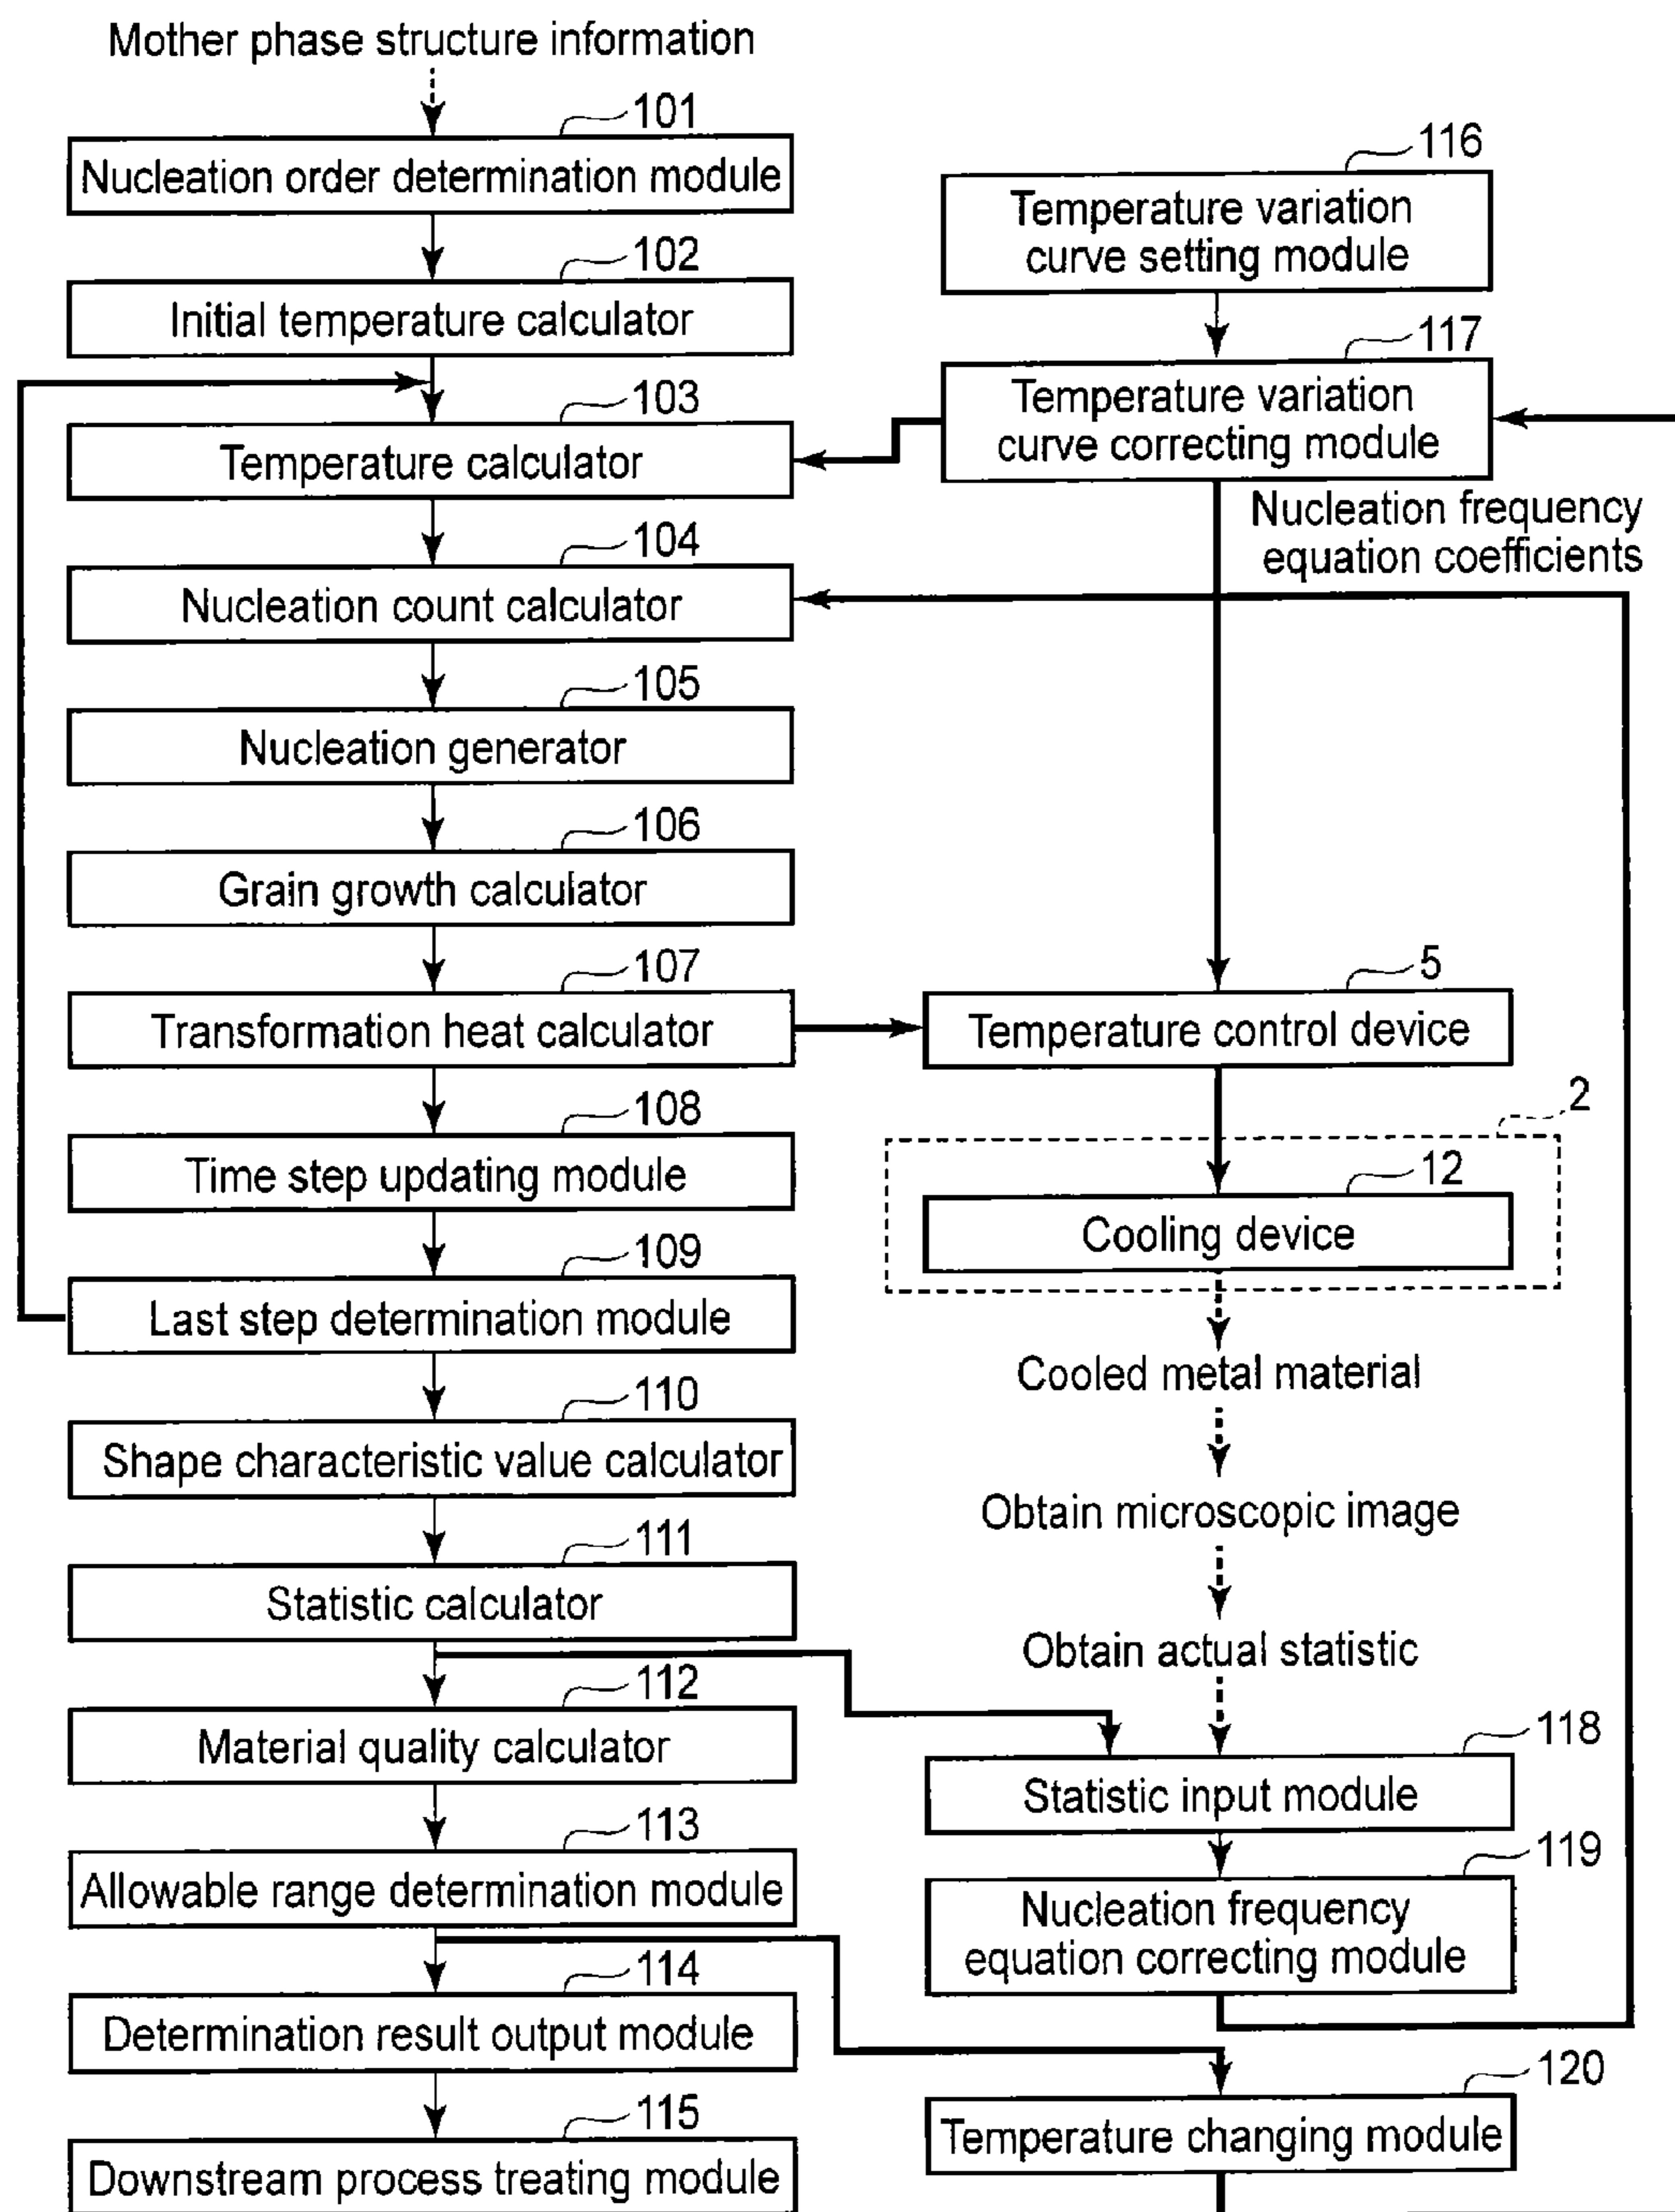 Mother phase structure information
101
Nucleation order determination module
102
Initial temperature calculator
103
Temperature calculator
104
Nucleation count calculator
105
Nucleation generator
106
Grain growth calculator
107
Transformation heat calculator
108
Time step updating module
109
Last step determination module
110
Shape characteristic value calculator
111
Statistic calculator
112
Material quality calculator
113
Allowable range determination module
114
Determination result output module
115
Downstream process treating module
116
Temperature variation
curve setting module
117
Temperature variation
curve correcting module
Nucleation frequency
equation coefficients
5
Temperature control device
2
12
Cooling device
Cooled metal material
Obtain microscopic image
Obtain actual statistic
118
Statistic input module
119
Nucleation frequency
equation correcting module
120
Temperature changing module